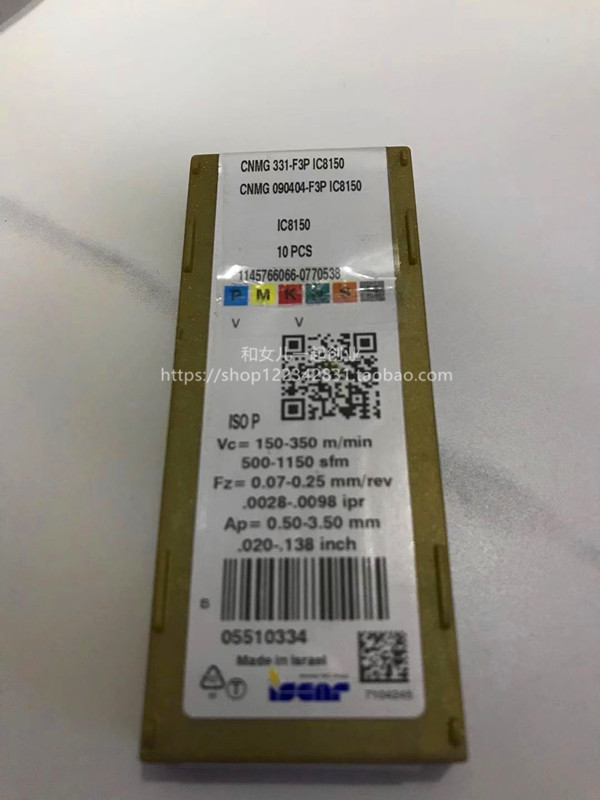 CNMG 331-F3P IC8150
CNMG 090404-F3P IC8150
IC8150
10 PCS
1145766066-0770538
P M K N S H
V V
和女儿一起创业
https://shop122342831.taobao.com
ISO P
Vc= 150-350 m/min
500-1150 sfm
Fz= 0.07-0.25 mm/rev
.0028-.0098 ipr
Ap= 0.50-3.50 mm
.020-.138 inch
B
05510334
Made in Israel
iscar
T
7104245